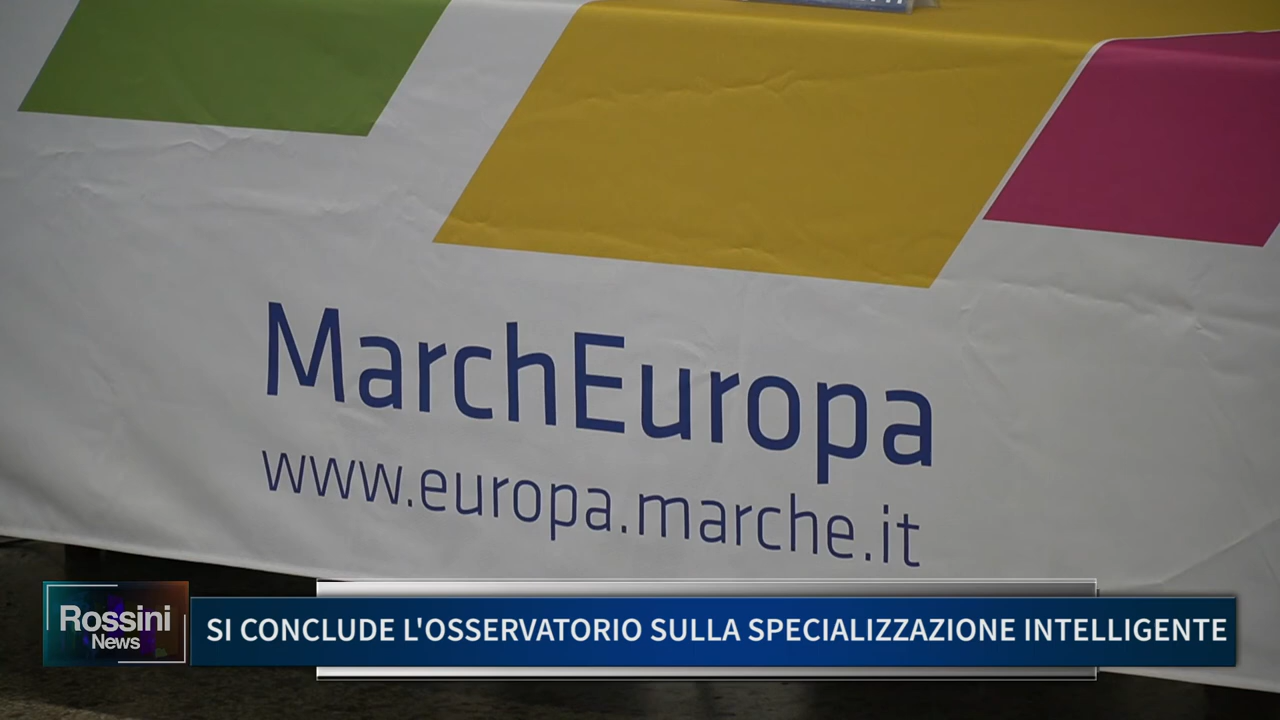 MarchEuropa
www.europa.marche.it
Rossini
News
SI CONCLUDE L'OSSERVATORIO SULLA SPECIALIZZAZIONE INTELLIGENTE